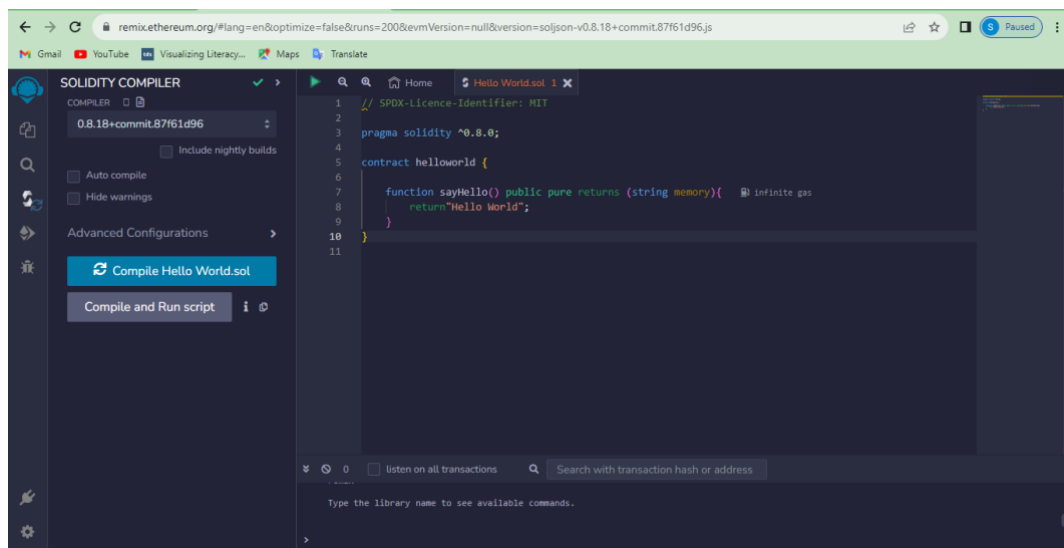 remix.ethereum.org/#lang=en&optimize=false&runs=200&evmVersion=null&version=soljson-v0.8.18+commit.87f61d96.js
S Paused
Gmail YouTube Visualizing Literacy... Maps Translate
SOLIDITY COMPILER
COMPILER
0.8.18+commit.87f61d96
Include nightly builds
Auto compile
Hide warnings
Advanced Configurations
Compile Hello World.sol
Compile and Run script
Home Hello World.sol 1
1 // SPDX-Licence-Identifier: MIT
2
3 pragma solidity ^0.8.0;
4
5 contract helloworld {
6
7 function sayHello() public pure returns (string memory){ infinite gas
8 return"Hello World";
9 }
10 }
11
0 listen on all transactions Search with transaction hash or address
Type the library name to see available commands.
>